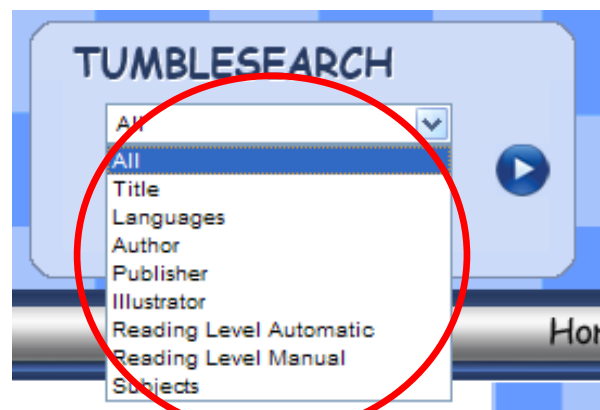 TUMBLESEARCH
All
All
Title
Languages
Author
Publisher
Illustrator
Reading Level Automatic
Hor
Reading Level Manual
Subjects